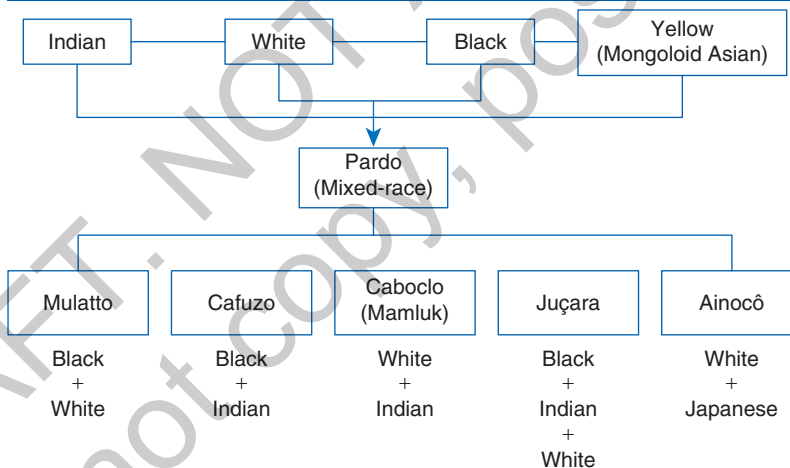 Indian
White
Black
Yellow
(Mongoloid Asian)
Pardo
(Mixed-race)
Mulatto
Cafuzo
Caboclo
(Mamluk)
Juçara
Ainocô
Black
+
White
Black
+
Indian
White
+
Indian
Black
+
Indian
+
White
White
+
Japanese